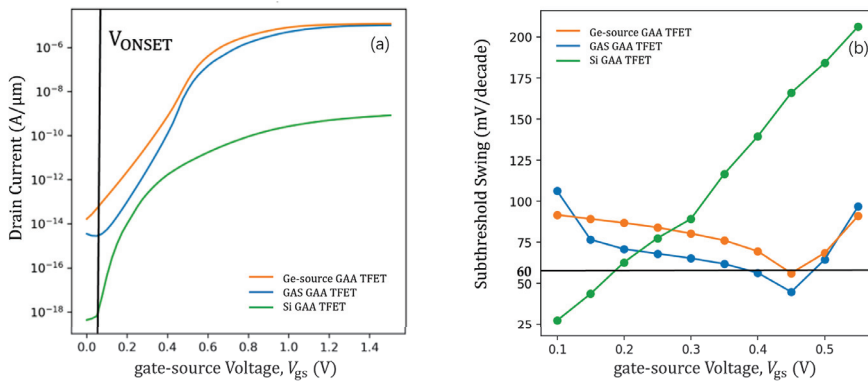 V_ONSET
(a)
10⁻⁶
10⁻⁸
10⁻¹⁰
10⁻¹²
10⁻¹⁴
10⁻¹⁶
10⁻¹⁸
Drain Current (A/μm)
Ge-source GAA TFET
GAS GAA TFET
Si GAA TFET
0.0 0.2 0.4 0.6 0.8 1.0 1.2 1.4
gate-source Voltage, V_gs (V)
Ge-source GAA TFET
GAS GAA TFET
Si GAA TFET
(b)
200
175
150
125
100
75
60
50
25
Subthreshold Swing (mV/decade)
0.1 0.2 0.3 0.4 0.5
gate-source Voltage, V_gs (V)